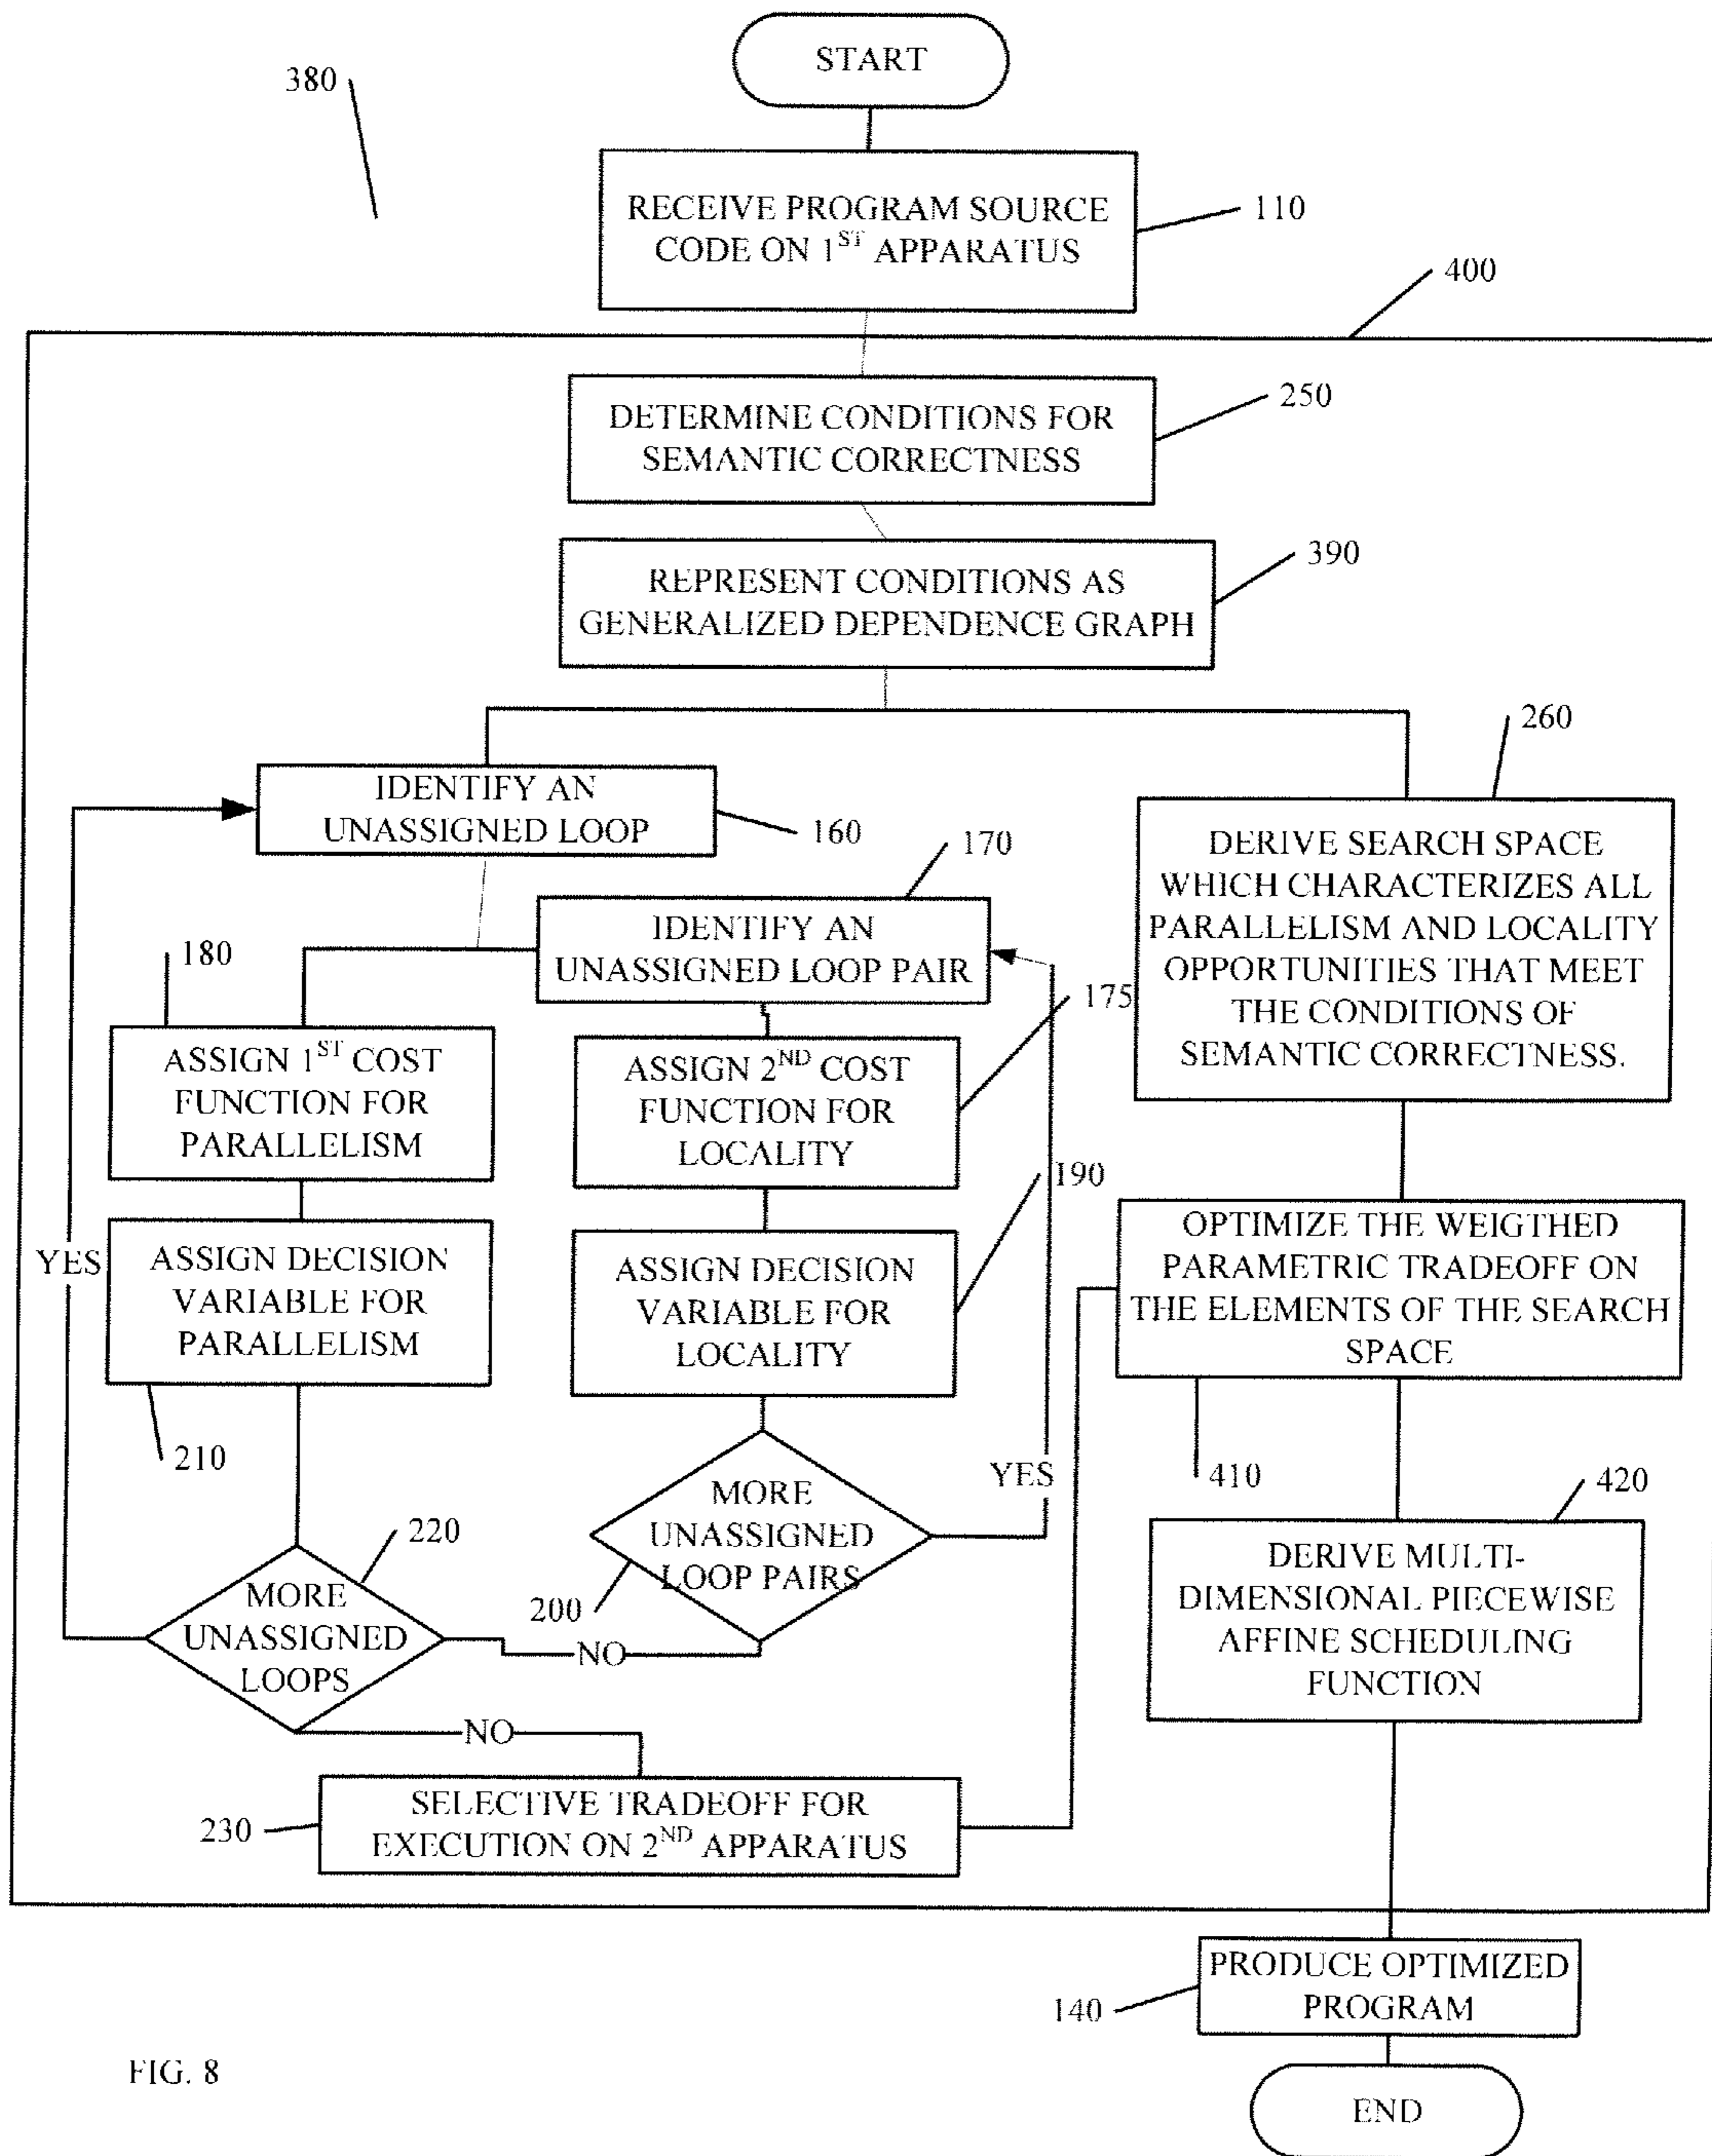 START
380
RECEIVE PROGRAM SOURCE
CODE ON 1ST APPARATUS
110
400
DETERMINE CONDITIONS FOR
SEMANTIC CORRECTNESS
250
REPRESENT CONDITIONS AS
GENERALIZED DEPENDENCE GRAPH
390
260
IDENTIFY AN
UNASSIGNED LOOP
160
170
IDENTIFY AN
UNASSIGNED LOOP PAIR
DERIVE SEARCH SPACE
WHICH CHARACTERIZES ALL
PARALLELISM AND LOCALITY
OPPORTUNITIES THAT MEET
THE CONDITIONS OF
SEMANTIC CORRECTNESS.
180
175
ASSIGN 1ST COST
FUNCTION FOR
PARALLELISM
ASSIGN 2ND COST
FUNCTION FOR
LOCALITY
190
YES
ASSIGN DECISION
VARIABLE FOR
PARALLELISM
ASSIGN DECISION
VARIABLE FOR
LOCALITY
OPTIMIZE THE WEIGTHED
PARAMETRIC TRADEOFF ON
THE ELEMENTS OF THE SEARCH
SPACE
210
410
YES
420
MORE
UNASSIGNED
LOOP PAIRS
200
220
MORE
UNASSIGNED
LOOPS
NO
DERIVE MULTI-
DIMENSIONAL PIECEWISE
AFFINE SCHEDULING
FUNCTION
NO
SELECTIVE TRADEOFF FOR
EXECUTION ON 2ND APPARATUS
230
PRODUCE OPTIMIZED
PROGRAM
140
FIG. 8
END